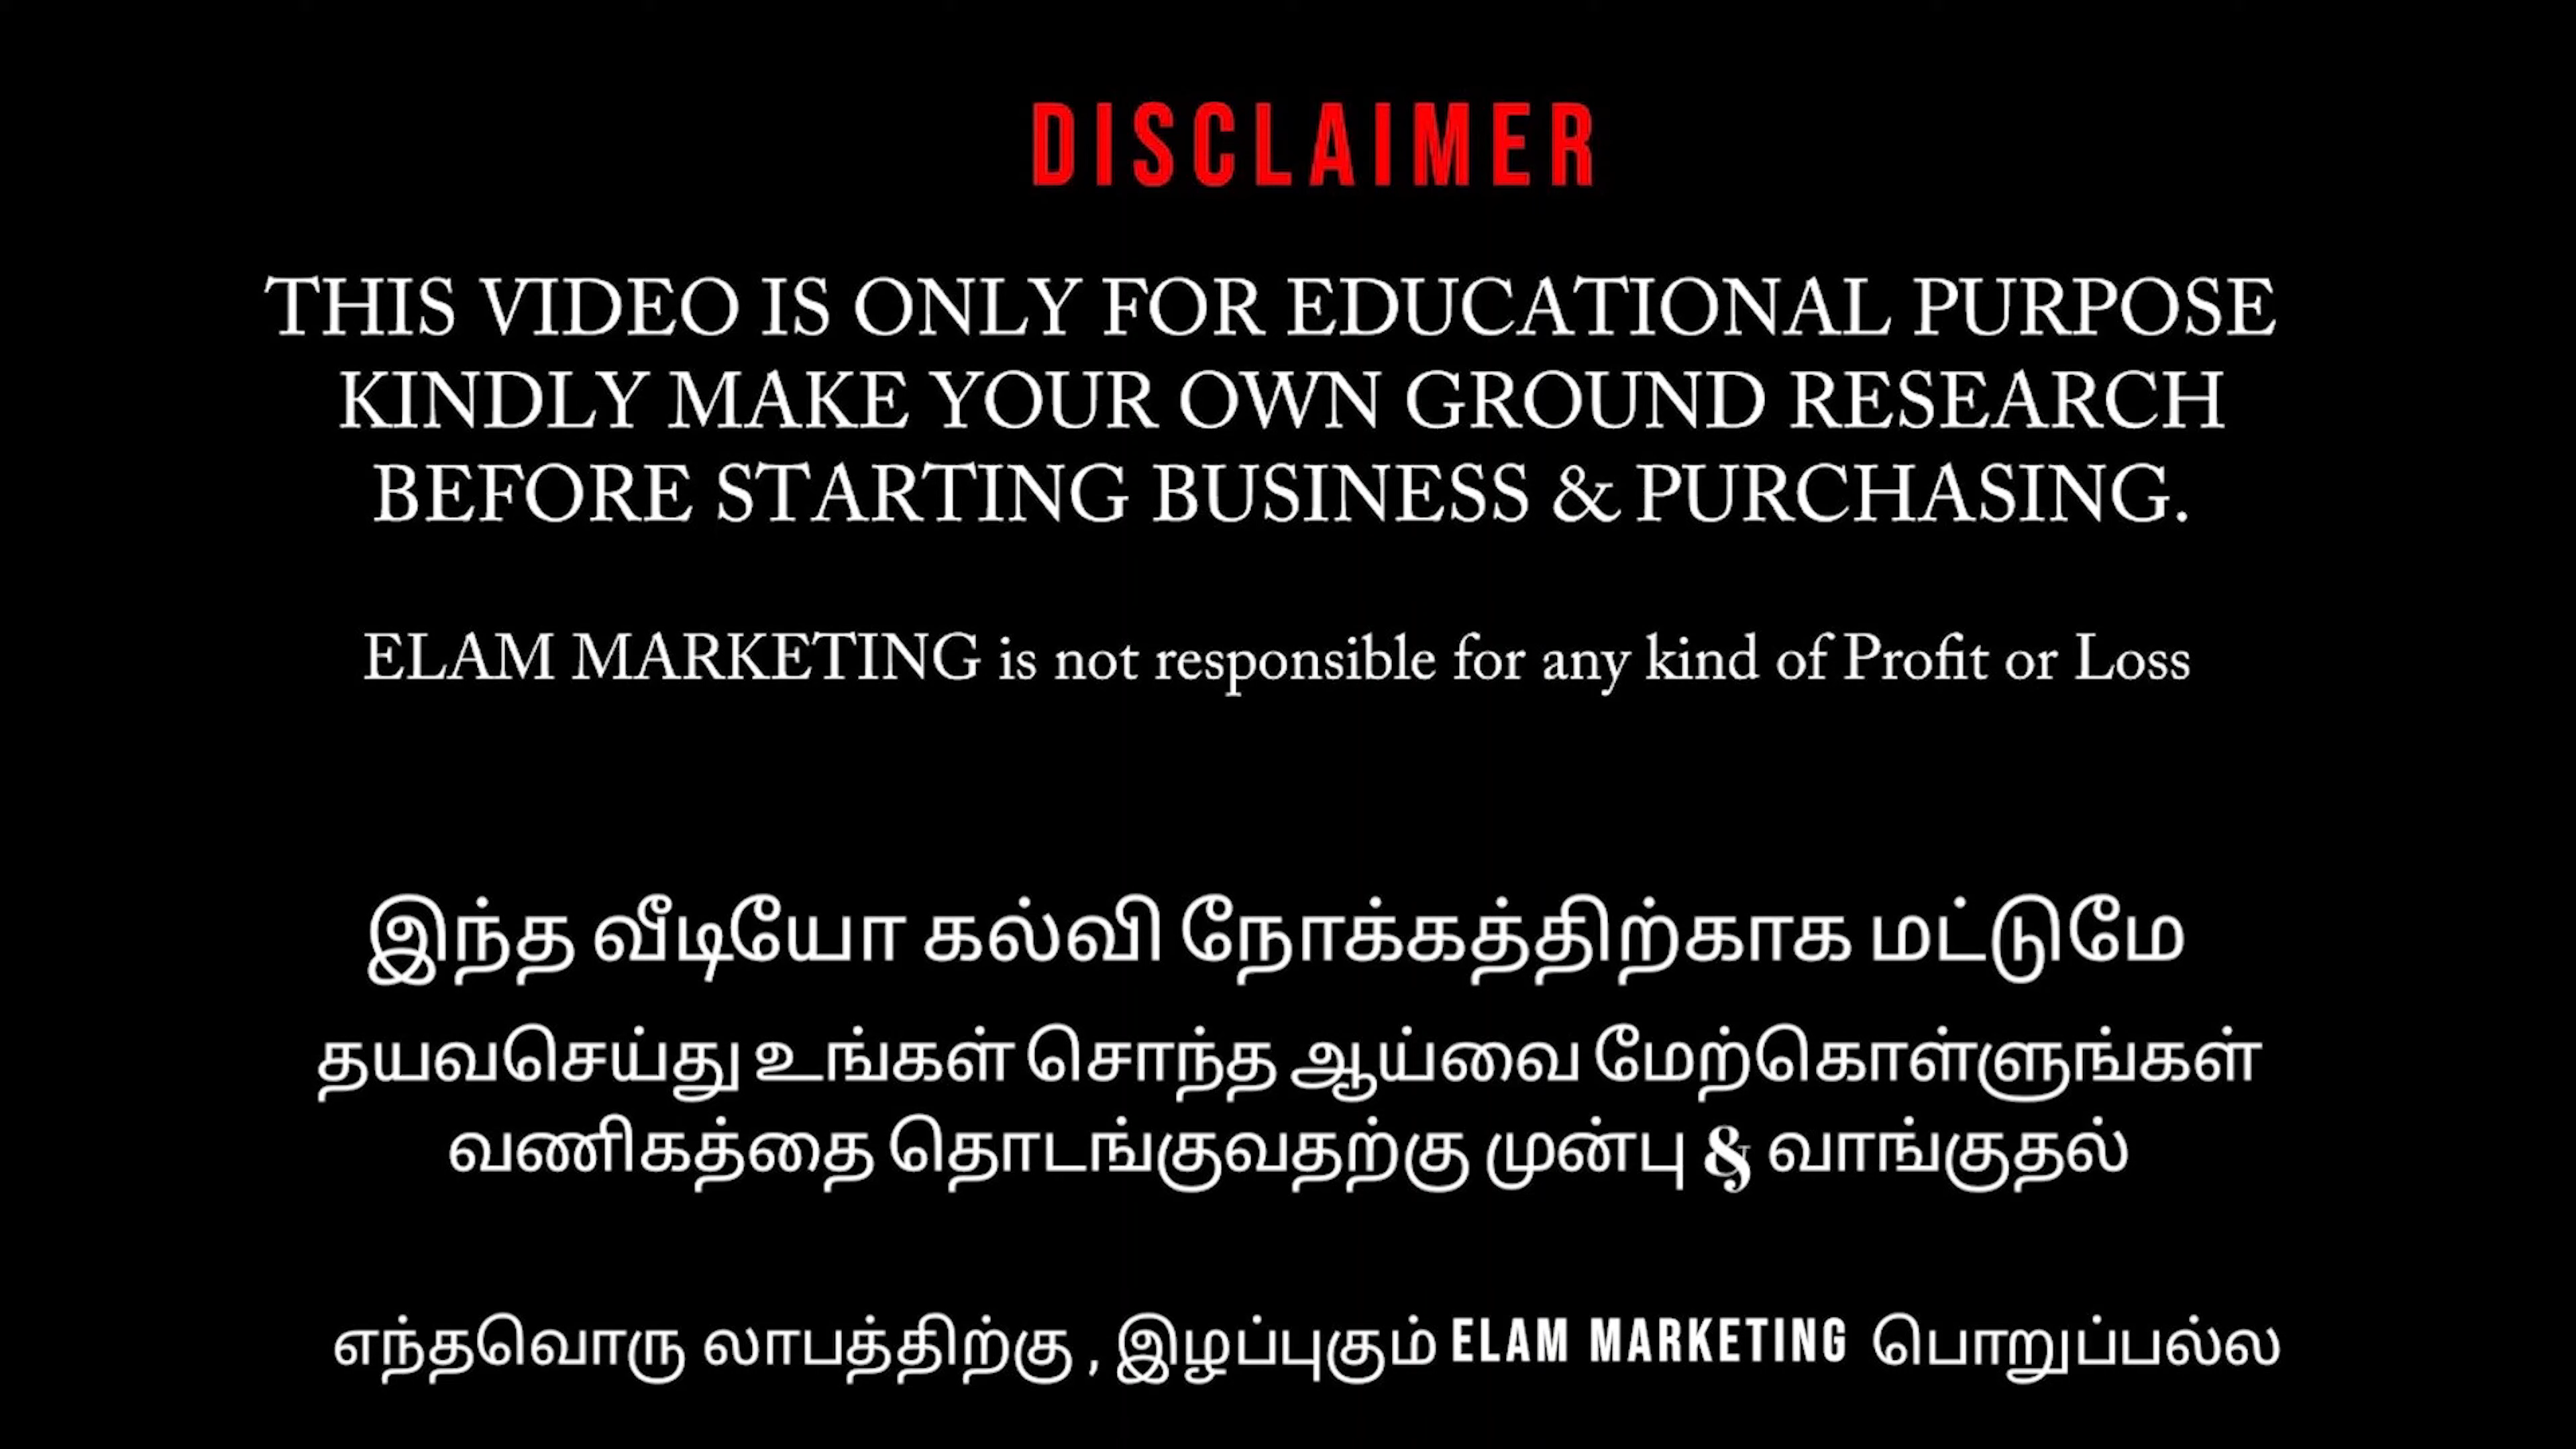 DISCLAIMER
THIS VIDEO IS ONLY FOR EDUCATIONAL PURPOSE
KINDLY MAKE YOUR OWN GROUND RESEARCH
BEFORE STARTING BUSINESS & PURCHASING.
ELAM MARKETING is not responsible for any kind of Profit or Loss
இந்த வீடியோ கல்வி நோக்கத்திற்காக மட்டுமே
தயவசெய்து உங்கள் சொந்த ஆய்வை மேற்கொள்ளுங்கள்
வணிகத்தை தொடங்குவதற்கு முன்பு & வாங்குதல்
எந்தவொரு லாபத்திற்கு , இழப்புகும் ELAM MARKETING பொறுப்பல்ல